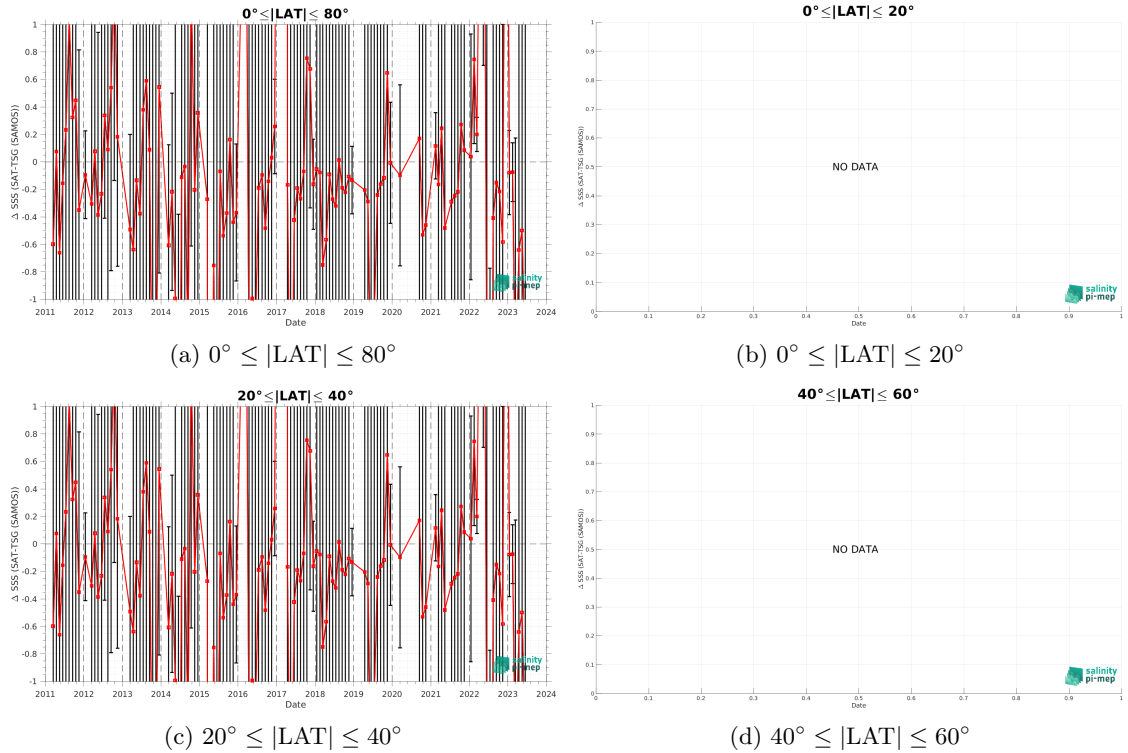 0°≤|LAT|≤ 80°
Δ SSS (SAT-TSG (SAMOS))
1
0.8
0.6
0.4
0.2
0
-0.2
-0.4
-0.6
-0.8
-1
2011 2012 2013 2014 2015 2016 2017 2018 2019 2020 2021 2022 2023 2024
Date
salinity
pi-mep
(a) 0° ≤ |LAT| ≤ 80°
0°≤|LAT|≤ 20°
Δ SSS (SAT-TSG (SAMOS))
1
0.9
0.8
0.7
0.6
0.5
0.4
0.3
0.2
0.1
0
NO DATA
0 0.1 0.2 0.3 0.4 0.5 0.6 0.7 0.8 0.9 1
Date
salinity
pi-mep
(b) 0° ≤ |LAT| ≤ 20°
20°≤|LAT|≤ 40°
Δ SSS (SAT-TSG (SAMOS))
1
0.8
0.6
0.4
0.2
0
-0.2
-0.4
-0.6
-0.8
-1
2011 2012 2013 2014 2015 2016 2017 2018 2019 2020 2021 2022 2023 2024
Date
salinity
pi-mep
(c) 20° ≤ |LAT| ≤ 40°
40°≤|LAT|≤ 60°
Δ SSS (SAT-TSG (SAMOS))
1
0.9
0.8
0.7
0.6
0.5
0.4
0.3
0.2
0.1
0
NO DATA
0 0.1 0.2 0.3 0.4 0.5 0.6 0.7 0.8 0.9 1
Date
salinity
pi-mep
(d) 40° ≤ |LAT| ≤ 60°